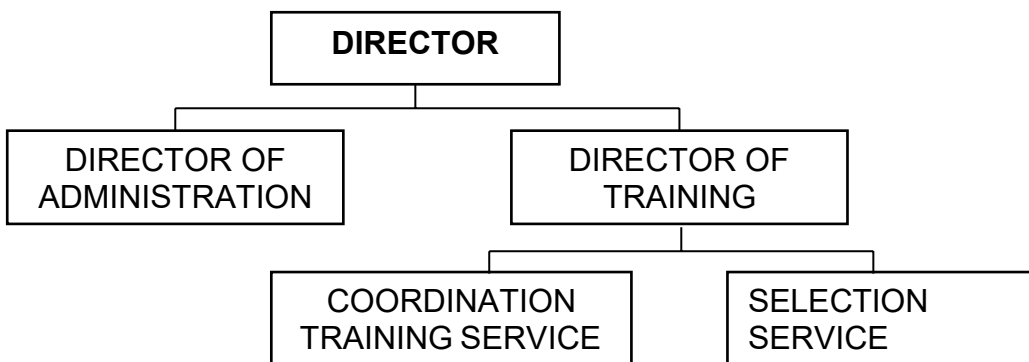 DIRECTOR
DIRECTOR OF
ADMINISTRATION
DIRECTOR OF
TRAINING
COORDINATION
TRAINING SERVICE
SELECTION
SERVICE